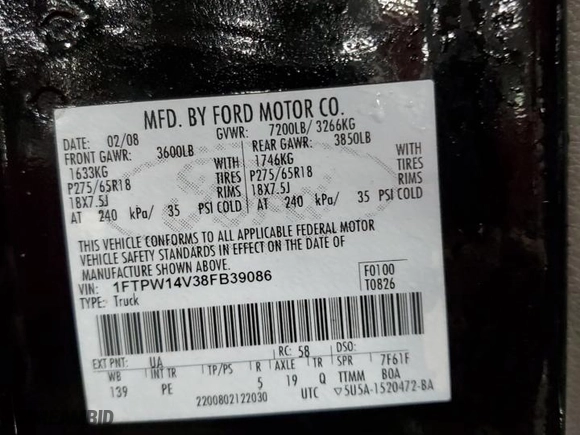 MFD. BY FORD MOTOR CO.
DATE: 02/08 GVWR: 7200LB/ 3266KG
FRONT GAWR: 3600LB REAR GAWR: 3850LB
1633KG WITH 1746KG WITH
P275/65R18 TIRES P275/65R18 TIRES
18X7.5J RIMS 18X7.5J RIMS
AT 240 kPa/ 35 PSI COLD AT 240 kPa/ 35 PSI COLD
THIS VEHICLE CONFORMS TO ALL APPLICABLE FEDERAL MOTOR
VEHICLE SAFETY STANDARDS IN EFFECT ON THE DATE OF
MANUFACTURE SHOWN ABOVE.
VIN: 1FTPW14V38FB39086 F0100
TYPE: Truck T0826
EXT PNT: UA RC: 58 DSO:
WB INT TR TP/PS R AXLE TR SPR 7F61F
139 PE 5 19 Q TTMM BOA
2200802122030 UTC ▽5U5A-1520472-BA
BID